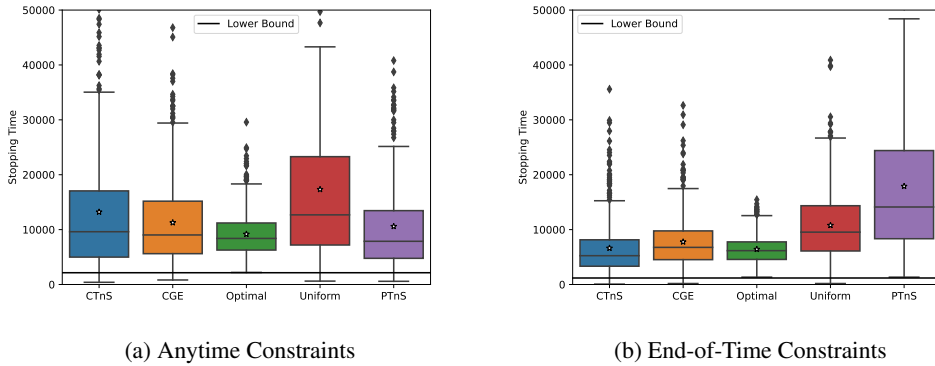 50000
40000
30000
20000
10000
0
Stopping Time
Lower Bound
CTnS
CGE
Optimal
Uniform
PTnS
(a) Anytime Constraints
50000
40000
30000
20000
10000
0
Stopping Time
Lower Bound
CTnS
CGE
Optimal
Uniform
PTnS
(b) End-of-Time Constraints